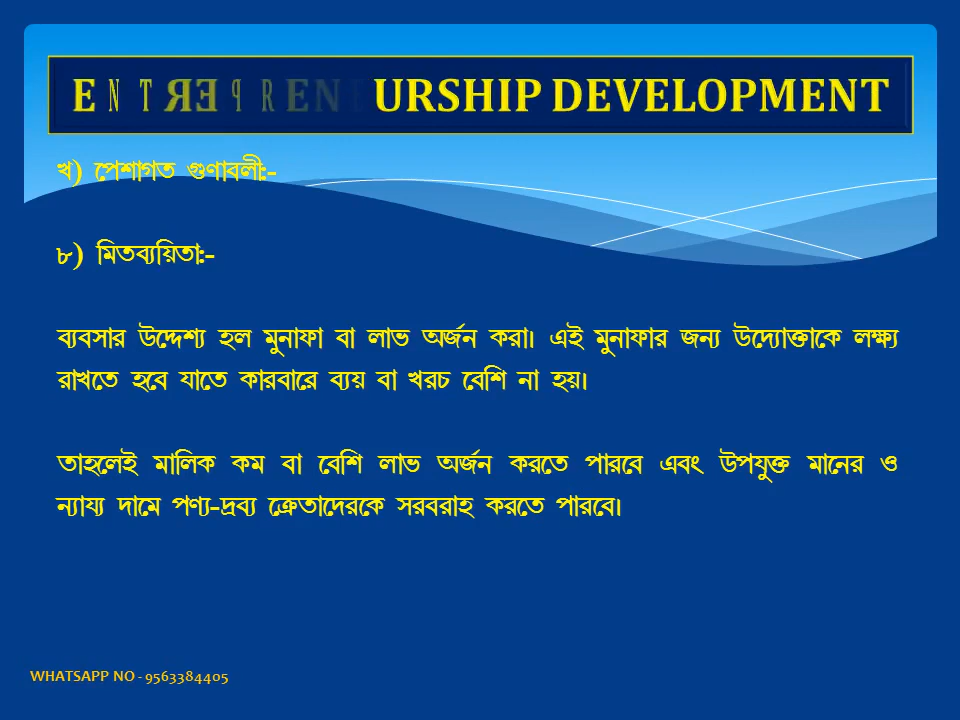 ENTREPRENEURSHIP DEVELOPMENT
খ) পেশাগত গুণাবলী:-
৮) মিতব্যয়িতা:-
ব্যবসার উদ্দেশ্য হল মুনাফা বা লাভ অর্জন করা। এই মুনাফার জন্য উদ্যোক্তাকে লক্ষ্য
রাখতে হবে যাতে কারবারে ব্যয় বা খরচ বেশি না হয়।
তাহলেই মালিক কম বা বেশি লাভ অর্জন করতে পারবে এবং উপযুক্ত মানের ও
ন্যায্য দামে পণ্য-দ্রব্য ক্রেতাদেরকে সরবরাহ করতে পারবে।
WHATSAPP NO - 9563384405